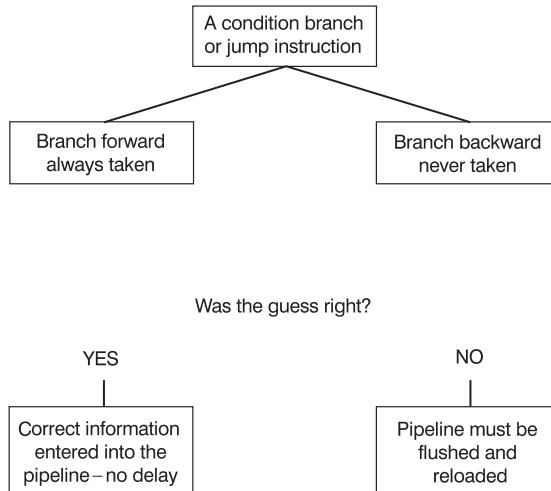 A condition branch
or jump instruction
Branch forward
always taken
Branch backward
never taken
Was the guess right?
YES
NO
Correct information
entered into the
pipeline – no delay
Pipeline must be
flushed and
reloaded